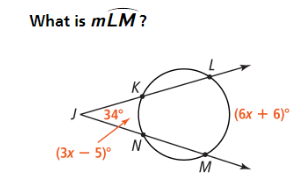 What is mLM?
L
K
J
34°
(6x + 6)°
(3x − 5)°
N
M